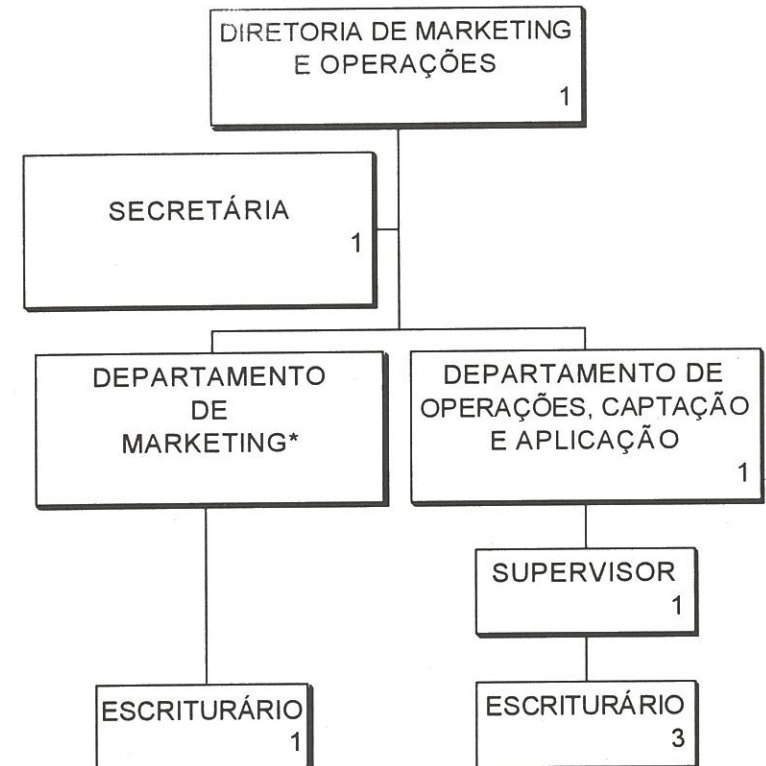 DIRETORIA DE MARKETING
E OPERAÇÕES
1
SECRETÁRIA
1
DEPARTAMENTO
DE
MARKETING*
DEPARTAMENTO DE
OPERAÇÕES, CAPTAÇÃO
E APLICAÇÃO
1
SUPERVISOR
1
ESCRITURÁRIO
1
ESCRITURÁRIO
3